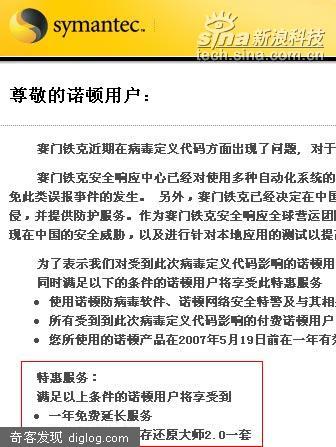 symantec™
sina新浪科技
tech.sina.com.cn
尊敬的诺顿用户：
赛门铁克近期在病毒定义代码方面出现了问题，对于
赛门铁克安全响应中心已经对使用多种自动化系统的
免此类误报事件的发生。 另外，赛门铁克已经决定在中国
侵，并提供防护服务。作为赛门铁克安全响应全球营运团
现在中国的安全威胁，以及进行针对本地应用的测试以提
为了表示我们对受到此次病毒定义代码影响的诺顿用
同时满足以下的条件的诺顿用户将享受此特惠服务
• 使用诺顿防病毒软件、诺顿网络安全特警及与其相
• 所有受到到此次病毒定义代码影响的付费诺顿用户
• 您所使用的诺顿产品在2007年5月19日前在一年有
特惠服务：
满足以上条件的诺顿用户将享受到
• 一年免费延长服务
存还原大师2.0一套
奇客发现 diglog.com